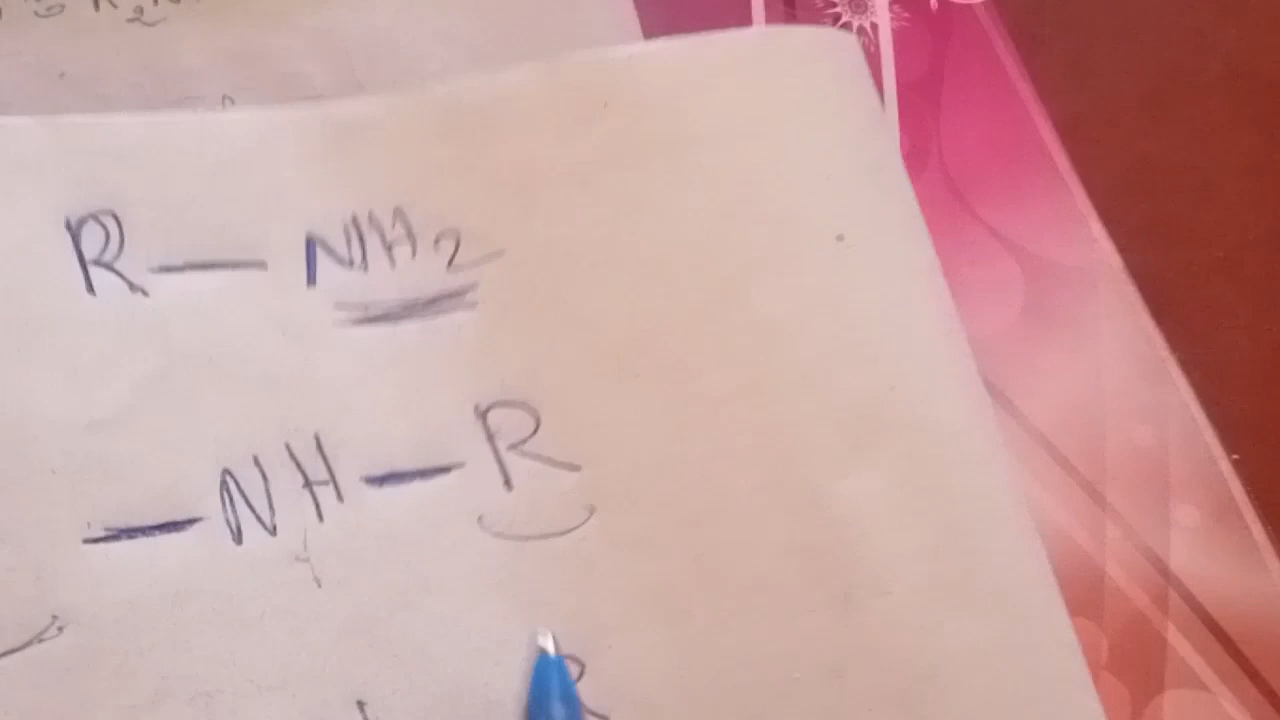 R — NH2
— NH — R
R